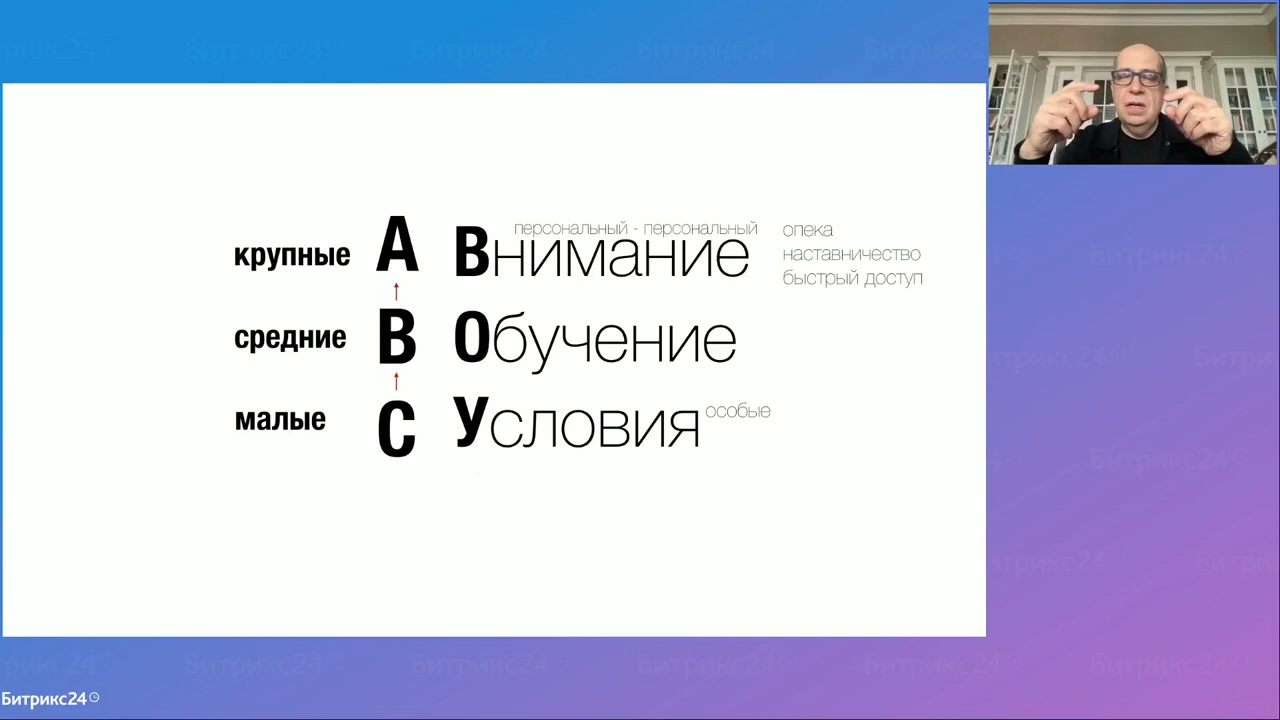 персональный - персональный
крупные А Внимание
опека
наставничество
быстрый доступ
средние В Обучение
малые С Условия особые
Битрикс24